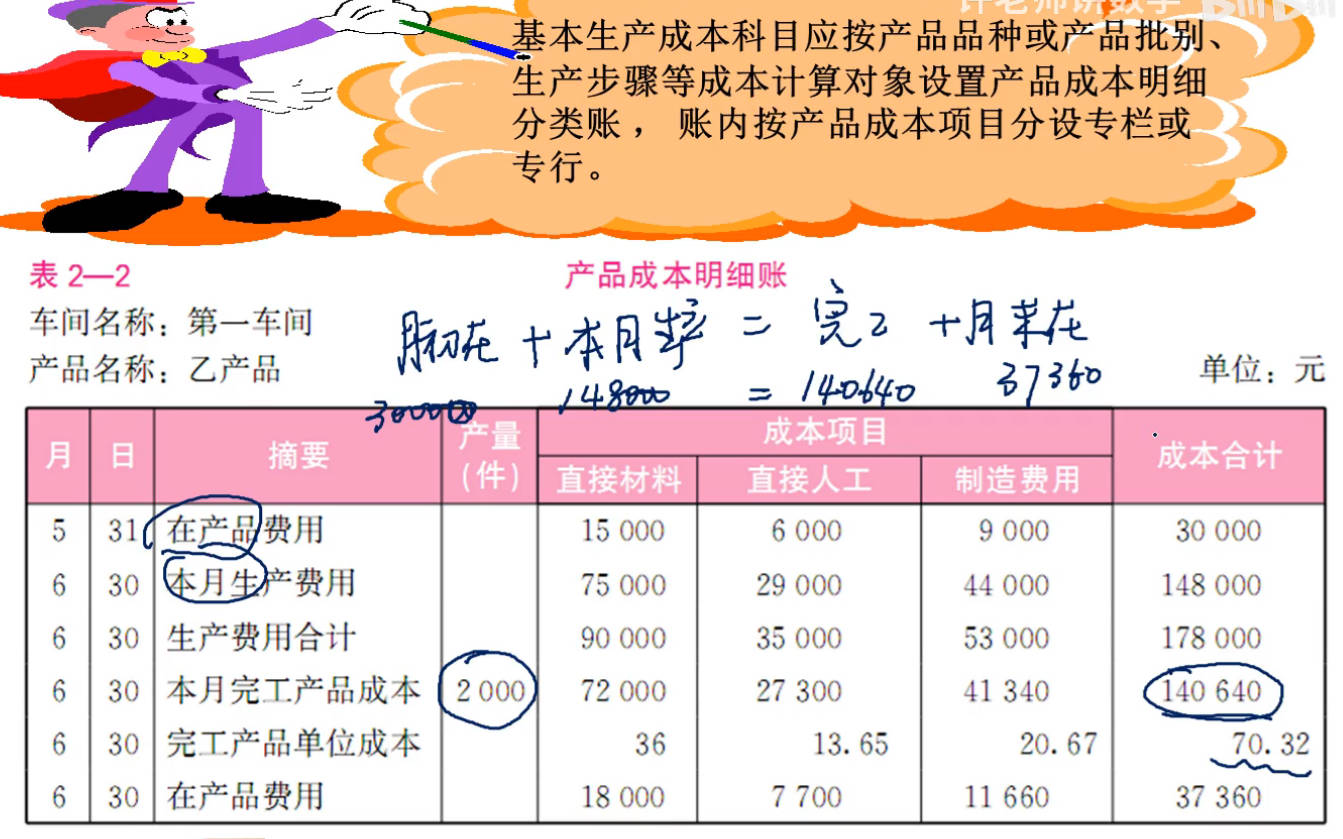 许老师讲数学 bilibili
基本生产成本科目应按产品品种或产品批别、
生产步骤等成本计算对象设置产品成本明细
分类账， 账内按产品成本项目分设专栏或
专行。
表 2—2 产品成本明细账
车间名称：第一车间
月初在 + 本月生产 = 完工 + 月末在
产品名称：乙产品 单位：元
300000 148000 = 140640 37360
月 日 摘要 产量(件) 成本项目 成本合计
直接材料 直接人工 制造费用
5 31 在产品费用 15 000 6 000 9 000 30 000
6 30 本月生产费用 75 000 29 000 44 000 148 000
6 30 生产费用合计 90 000 35 000 53 000 178 000
6 30 本月完工产品成本 2 000 72 000 27 300 41 340 140 640
6 30 完工产品单位成本 36 13.65 20.67 70.32
6 30 在产品费用 18 000 7 700 11 660 37 360